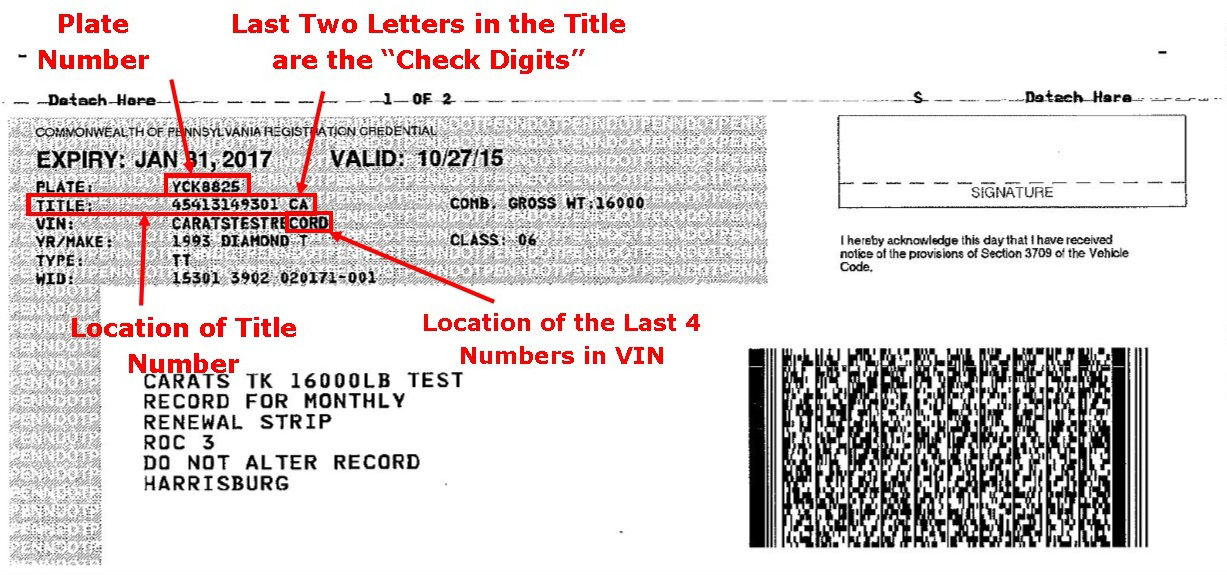 Plate
Number
Last Two Letters in the Title
are the “Check Digits”
Detach Here 1 OF 2 S Detach Here
COMMONWEALTH OF PENNSYLVANIA REGISTRATION CREDENTIAL
EXPIRY: JAN 31, 2017 VALID: 10/27/15
PLATE: YCK8825
TITLE: 45413149301 CA COMB. GROSS WT:16000
VIN: CARATSTESTRECORD
YR/MAKE: 1993 DIAMOND T CLASS: 06
TYPE: TT
WID: 15301 3902 020171-001
SIGNATURE
I hereby acknowledge this day that I have received
notice of the provisions of Section 3709 of the Vehicle
Code.
Location of Title
Number
Location of the Last 4
Numbers in VIN
CARATS TK 16000LB TEST
RECORD FOR MONTHLY
RENEWAL STRIP
ROC 3
DO NOT ALTER RECORD
HARRISBURG